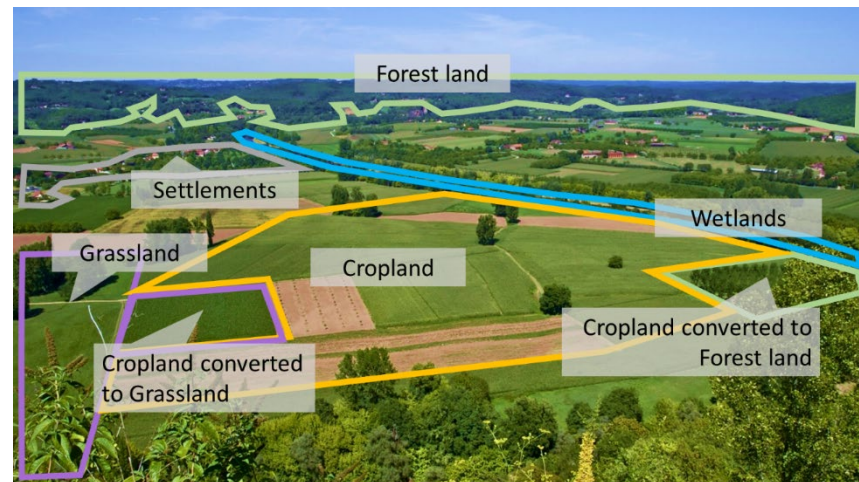 Forest land
Settlements
Wetlands
Grassland
Cropland
Cropland converted to
Forest land
Cropland converted
to Grassland